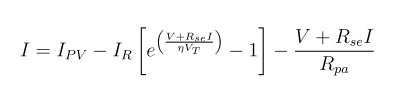 $I = I_{PV} - I_R \left[ e^{\left( \frac{V + R_{se} I}{\eta V_T} \right)} - 1 \right] - \frac{V + R_{se} I}{R_{pa}}$